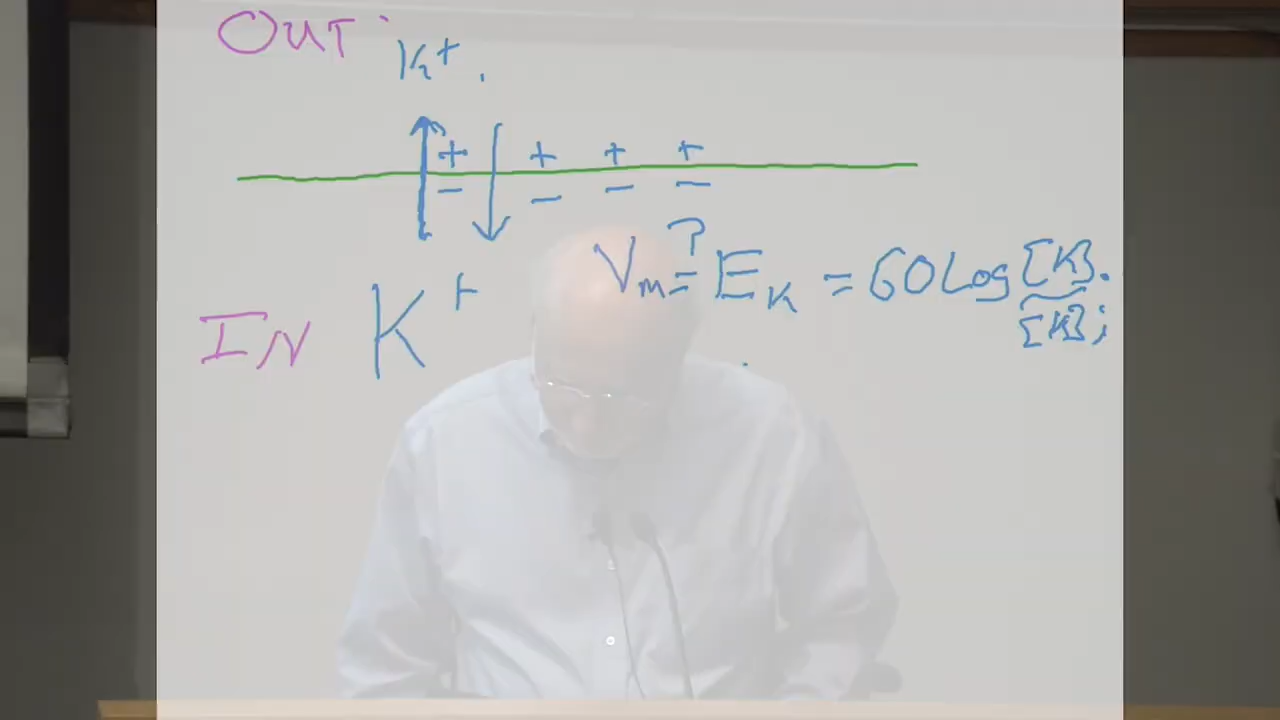 OUT
K+
+ + + +
- - - -
Vm ?= EK = 60 Log [K]o
[K]i
IN K+